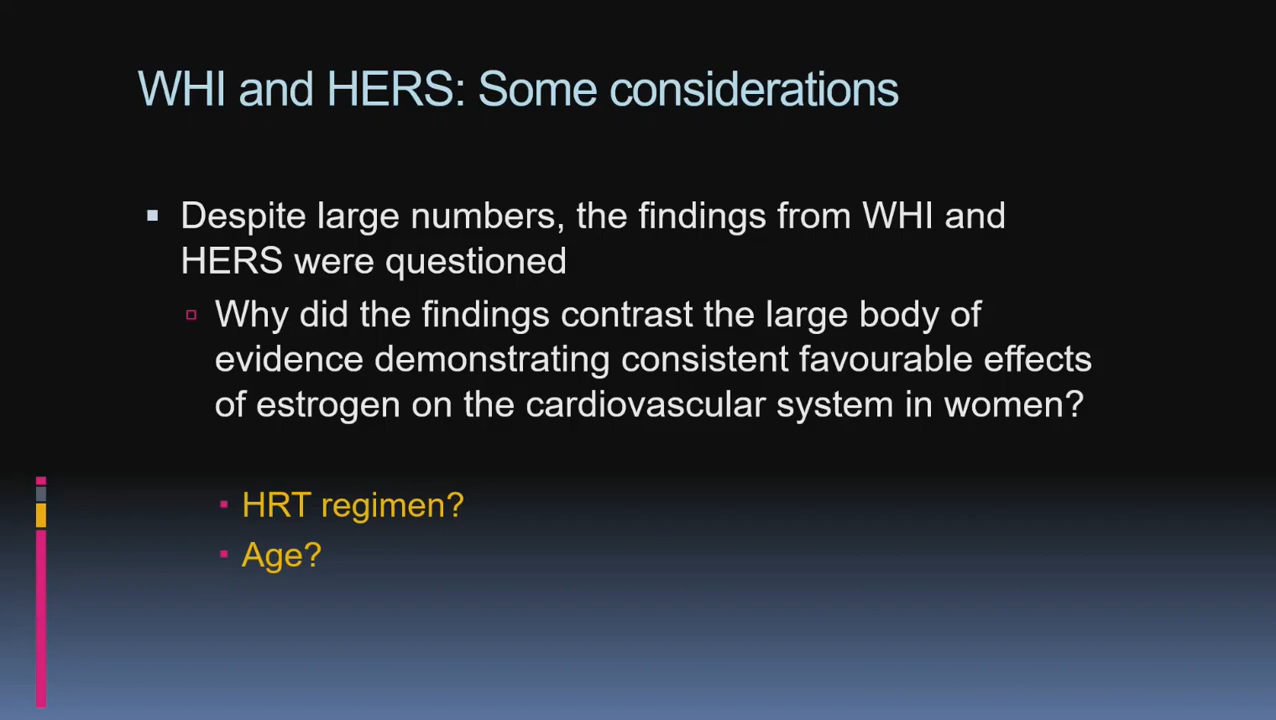 WHI and HERS: Some considerations
Despite large numbers, the findings from WHI and
HERS were questioned
Why did the findings contrast the large body of
evidence demonstrating consistent favourable effects
of estrogen on the cardiovascular system in women?
HRT regimen?
Age?